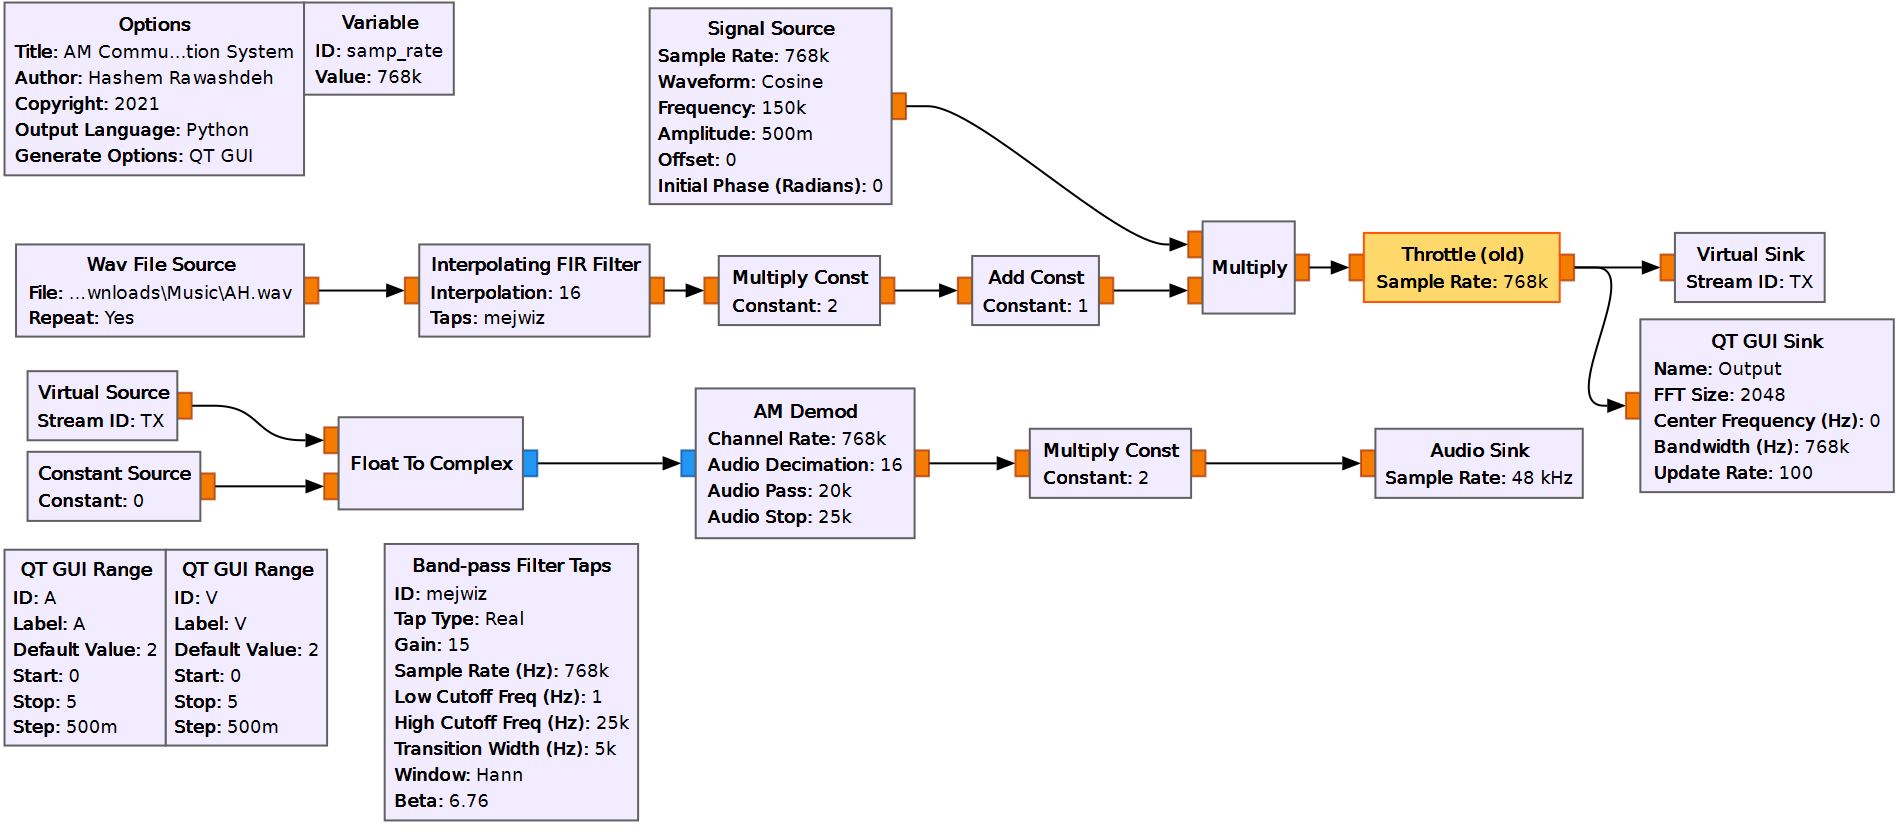 Options
Title: AM Commu...tion System
Author: Hashem Rawashdeh
Copyright: 2021
Output Language: Python
Generate Options: QT GUI
Variable
ID: samp_rate
Value: 768k
Signal Source
Sample Rate: 768k
Waveform: Cosine
Frequency: 150k
Amplitude: 500m
Offset: 0
Initial Phase (Radians): 0
Wav File Source
File: ...wnloads\Music\AH.wav
Repeat: Yes
Interpolating FIR Filter
Interpolation: 16
Taps: mejwiz
Multiply Const
Constant: 2
Add Const
Constant: 1
Multiply
Throttle (old)
Sample Rate: 768k
Virtual Sink
Stream ID: TX
QT GUI Sink
Name: Output
FFT Size: 2048
Center Frequency (Hz): 0
Bandwidth (Hz): 768k
Update Rate: 100
Virtual Source
Stream ID: TX
Constant Source
Constant: 0
Float To Complex
AM Demod
Channel Rate: 768k
Audio Decimation: 16
Audio Pass: 20k
Audio Stop: 25k
Multiply Const
Constant: 2
Audio Sink
Sample Rate: 48 kHz
QT GUI Range
ID: A
Label: A
Default Value: 2
Start: 0
Stop: 5
Step: 500m
QT GUI Range
ID: V
Label: V
Default Value: 2
Start: 0
Stop: 5
Step: 500m
Band-pass Filter Taps
ID: mejwiz
Tap Type: Real
Gain: 15
Sample Rate (Hz): 768k
Low Cutoff Freq (Hz): 1
High Cutoff Freq (Hz): 25k
Transition Width (Hz): 5k
Window: Hann
Beta: 6.76